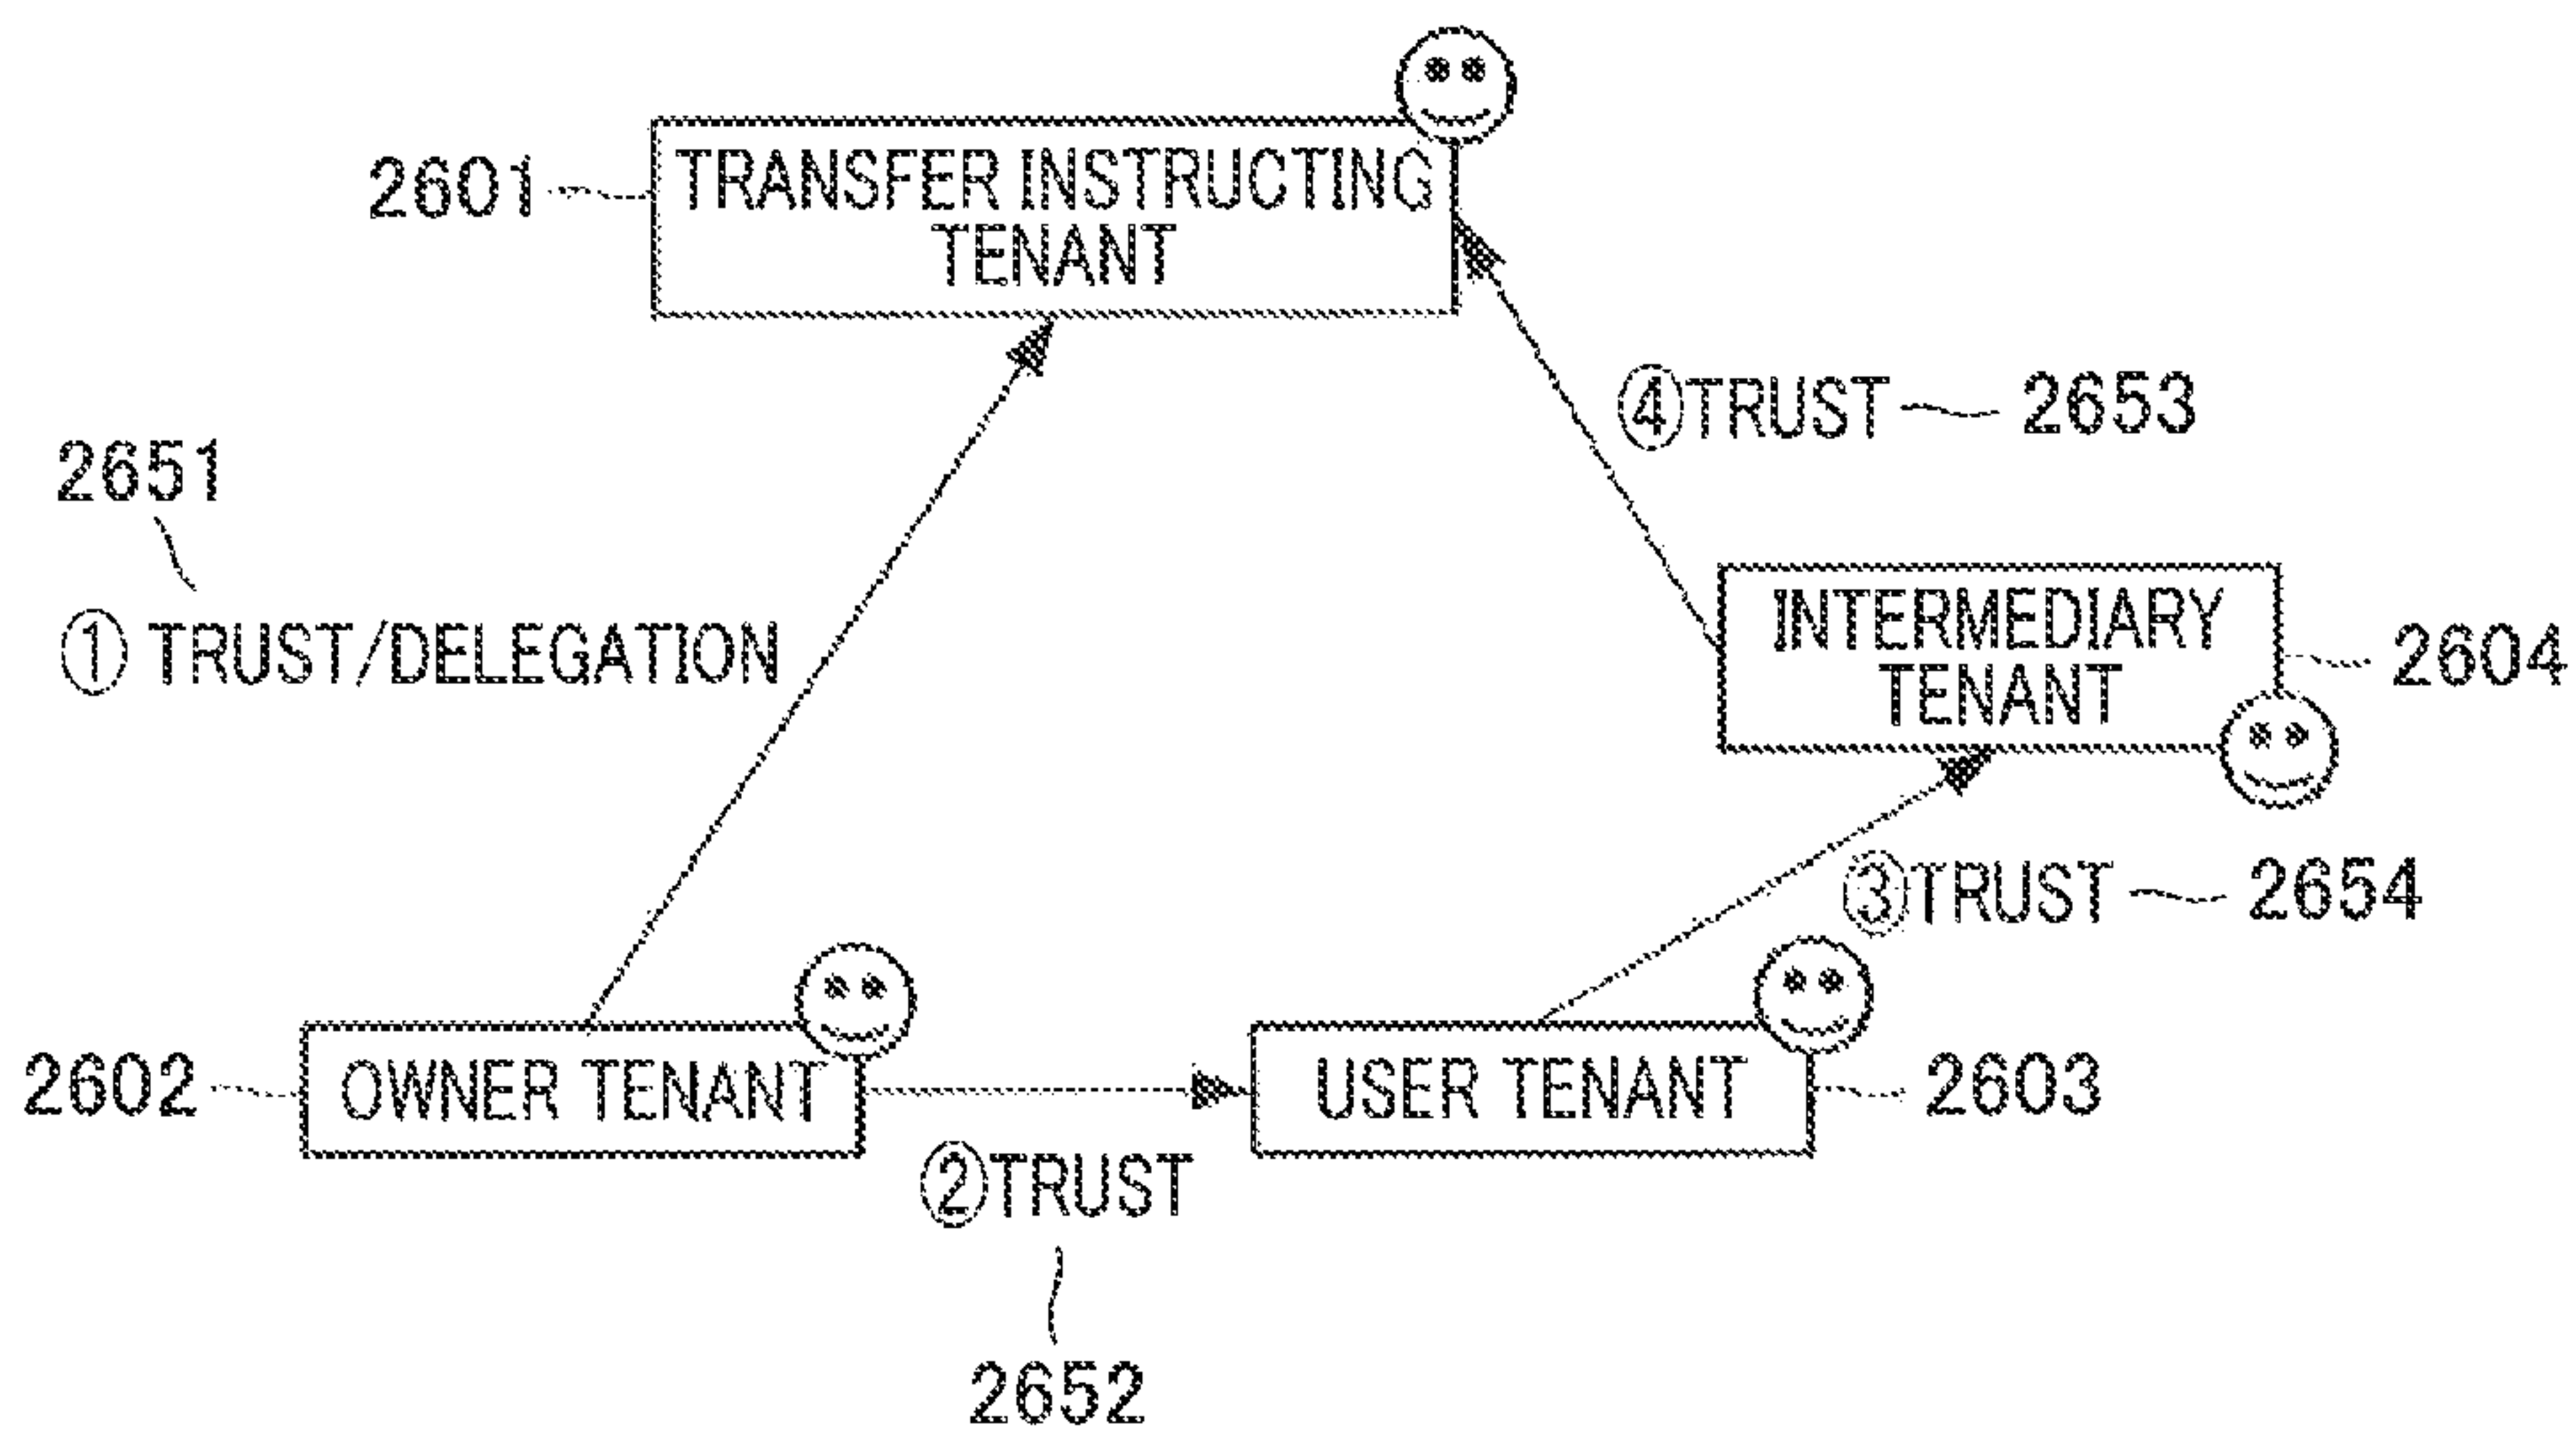 2601
TRANSFER INSTRUCTING
TENANT
④TRUST
2653
2651
① TRUST/DELEGATION
INTERMEDIARY
TENANT
2604
③TRUST
2654
2602
OWNER TENANT
USER TENANT
2603
②TRUST
2652